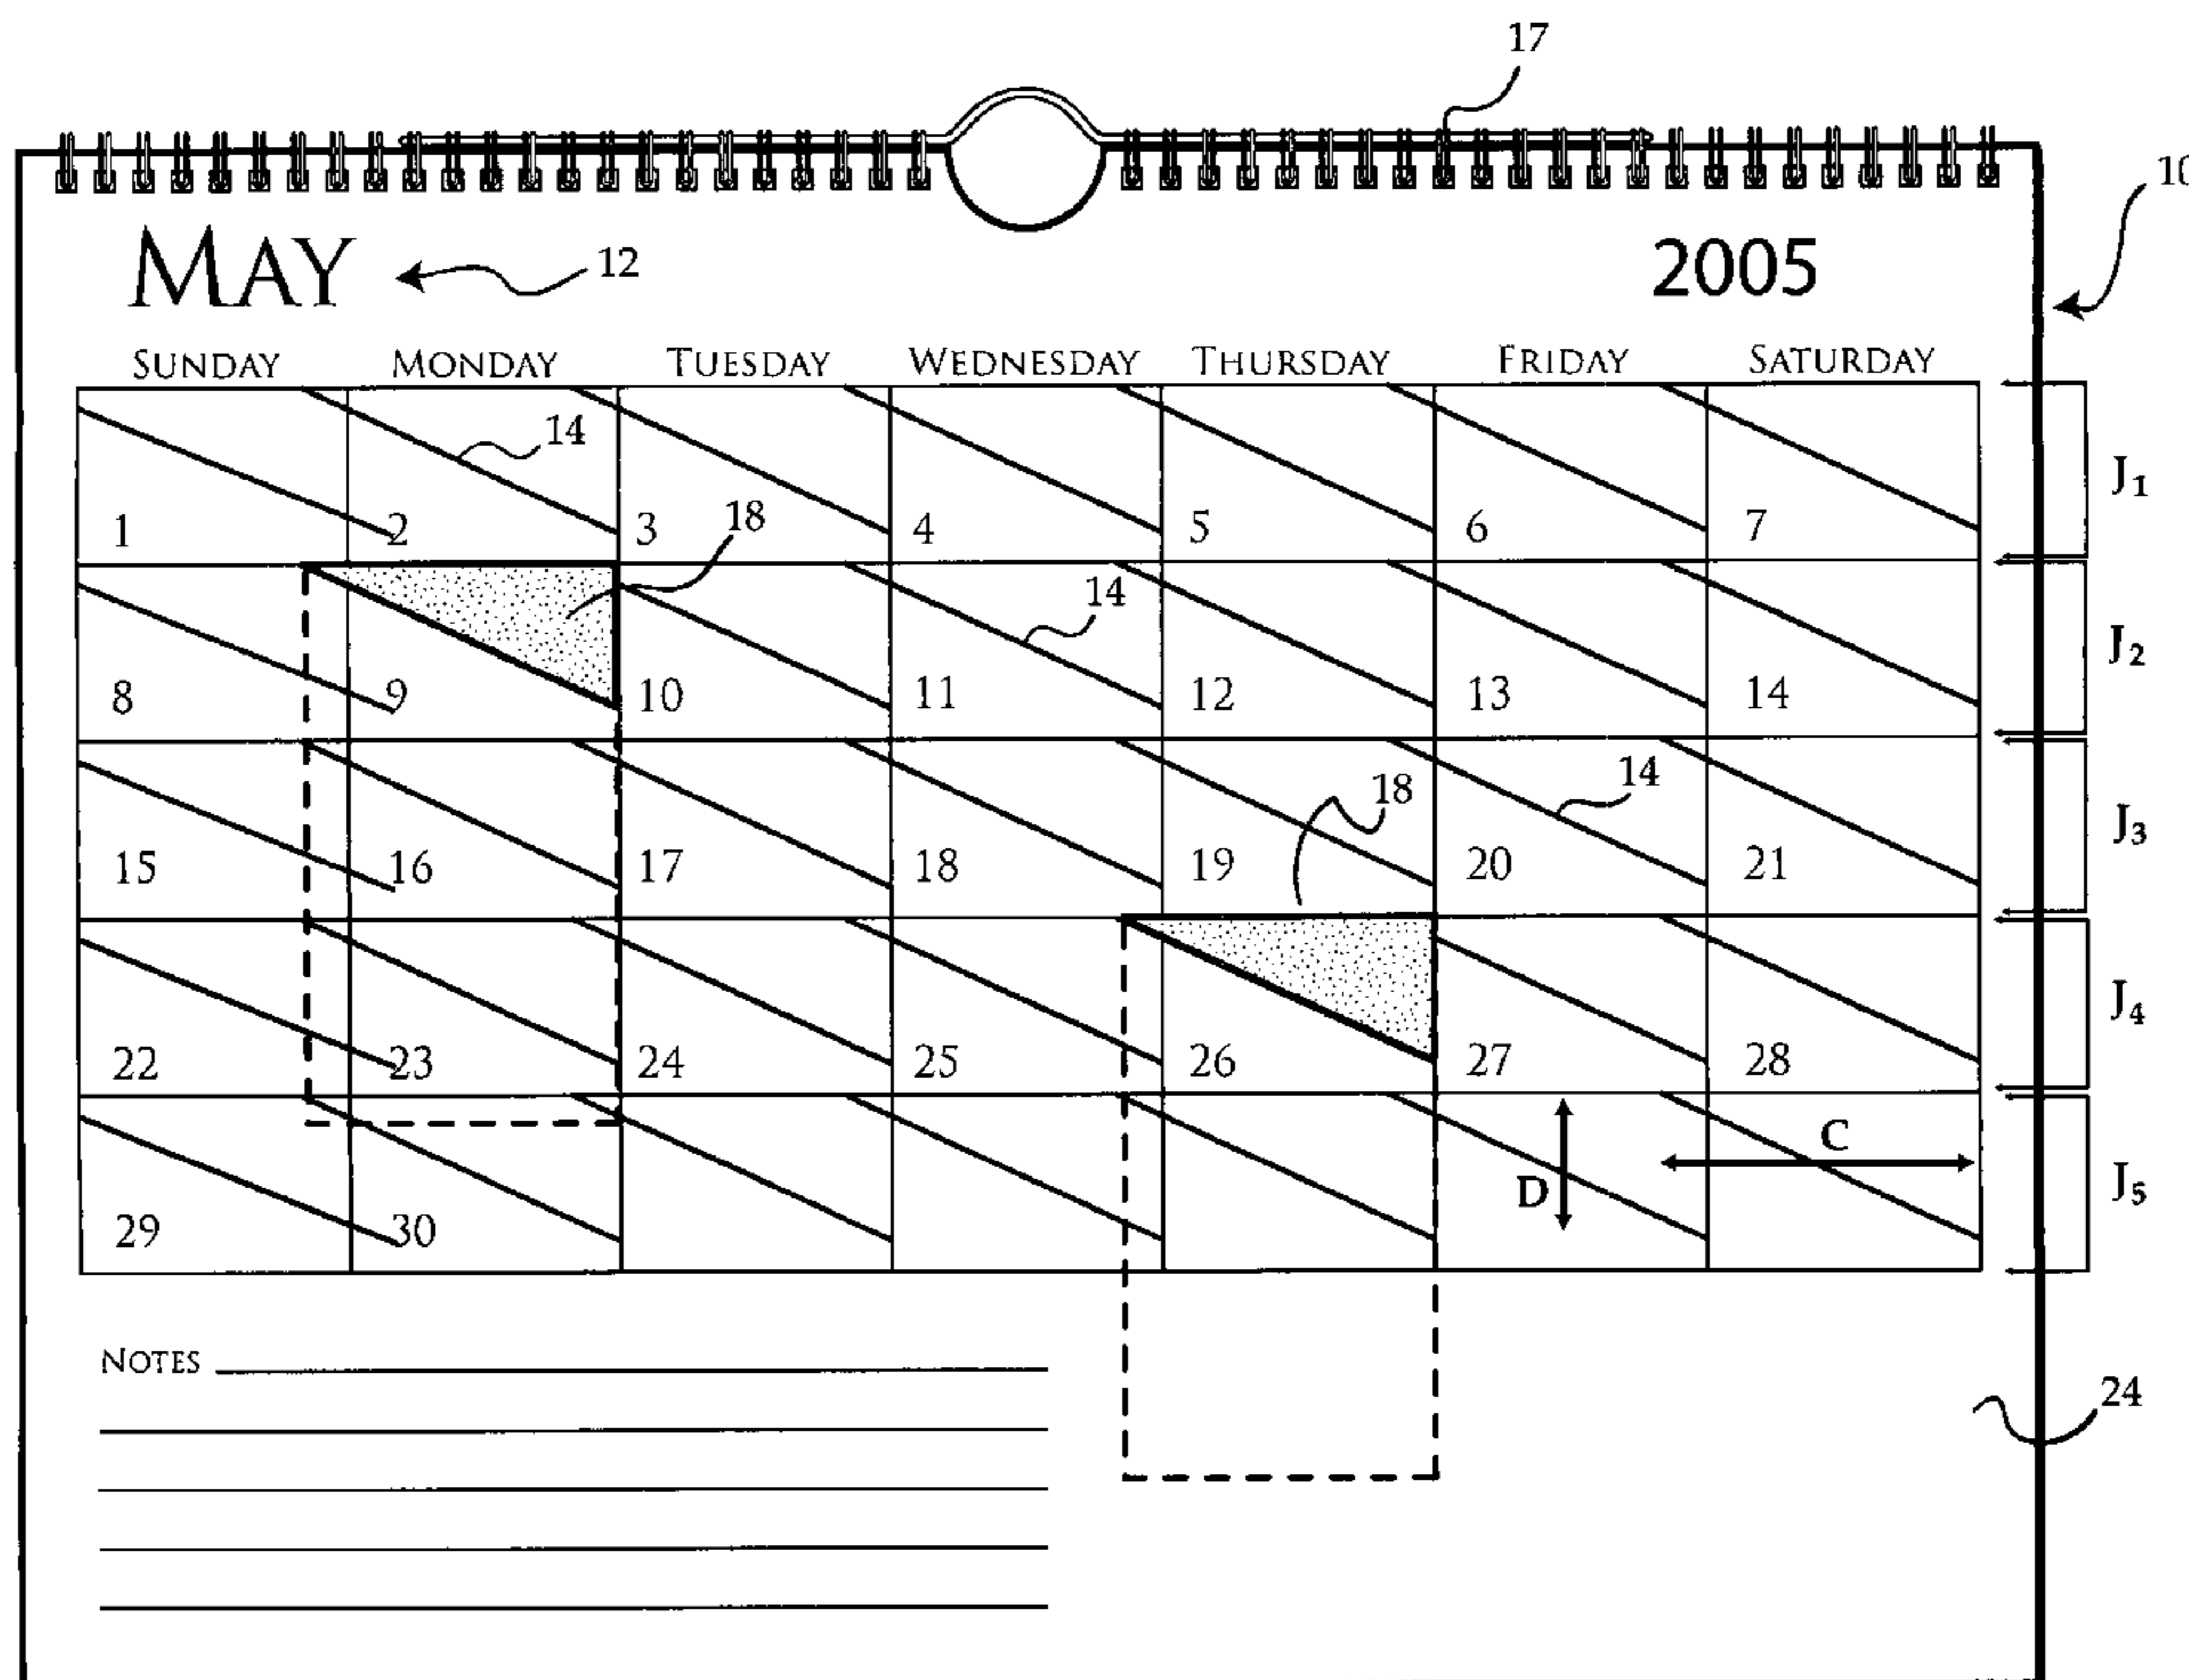 17
10
MAY 12 2005
SUNDAY MONDAY TUESDAY WEDNESDAY THURSDAY FRIDAY SATURDAY
14
J1
1 2 3 18 4 5 6 7
14
J2
8 9 10 11 12 13 14
18 14
J3
15 16 17 18 19 20 21
J4
22 23 24 25 26 27 28
C
D J5
29 30
NOTES
24